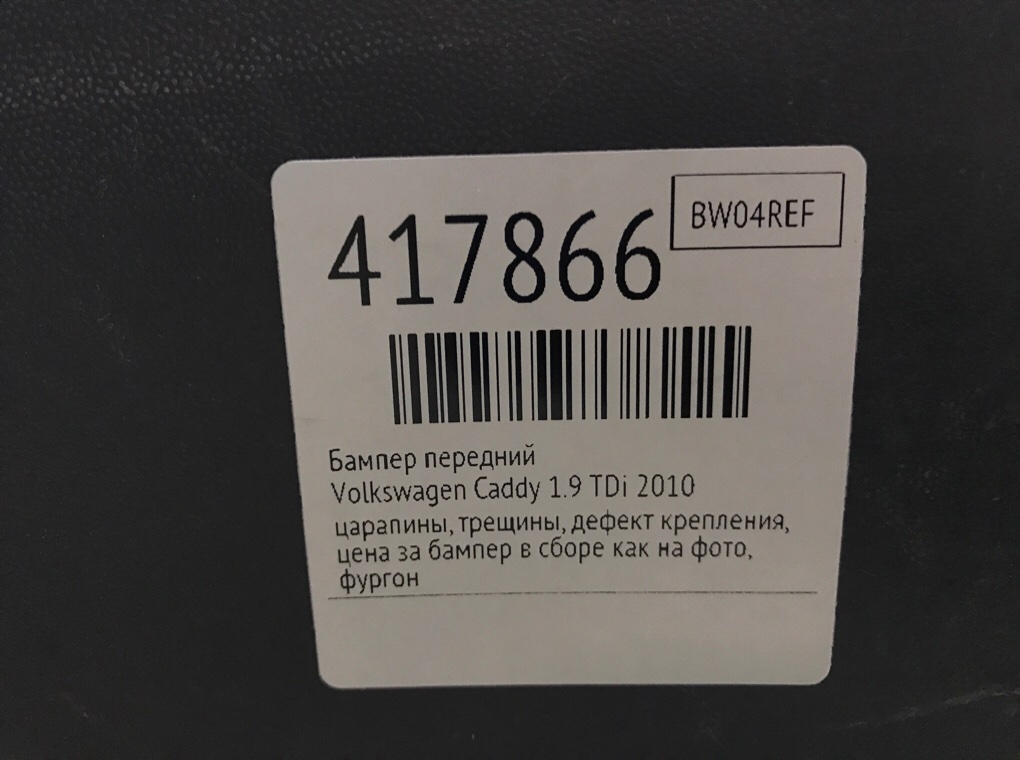 417866
BW04REF
Бампер передний
Volkswagen Caddy 1.9 TDi 2010
царапины, трещины, дефект крепления,
цена за бампер в сборе как на фото,
фургон